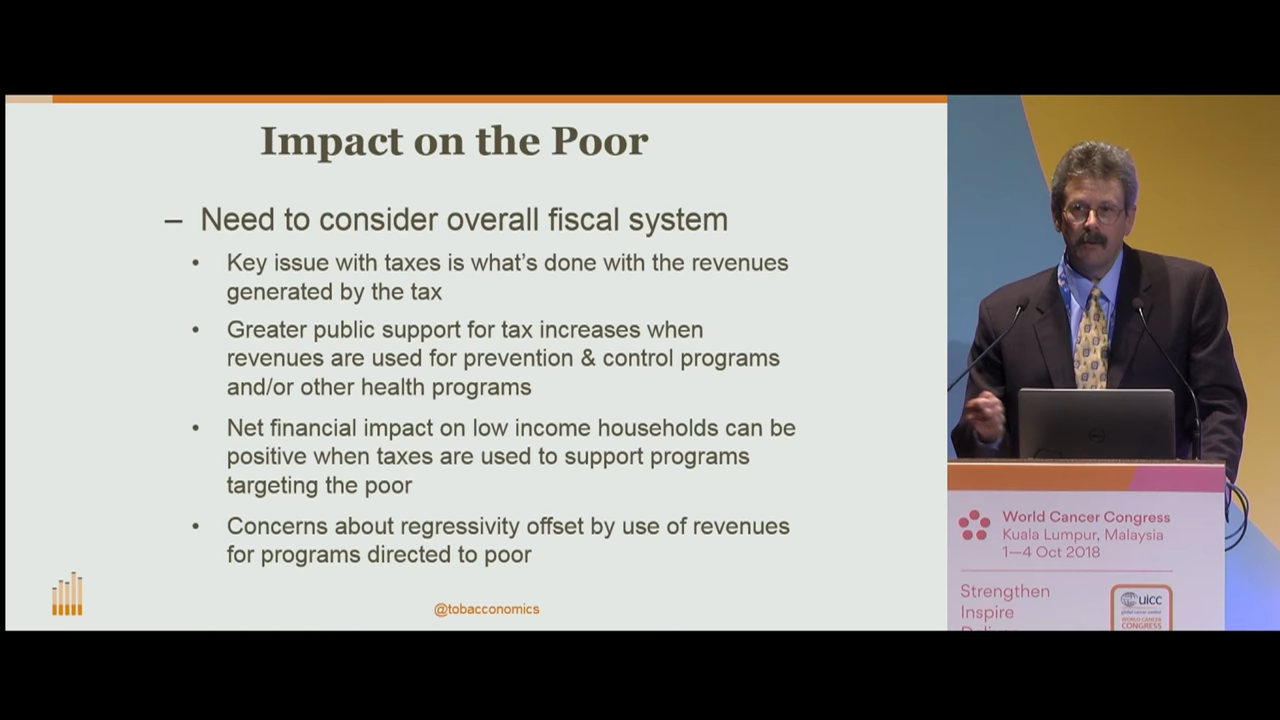 Impact on the Poor
– Need to consider overall fiscal system
• Key issue with taxes is what’s done with the revenues
generated by the tax
• Greater public support for tax increases when
revenues are used for prevention & control programs
and/or other health programs
• Net financial impact on low income households can be
positive when taxes are used to support programs
targeting the poor
• Concerns about regressivity offset by use of revenues
for programs directed to poor
@tobacconomics
World Cancer Congress
Kuala Lumpur, Malaysia
1—4 Oct 2018
Strengthen
Inspire
uicc
WORLD CANCER
CONGRESS